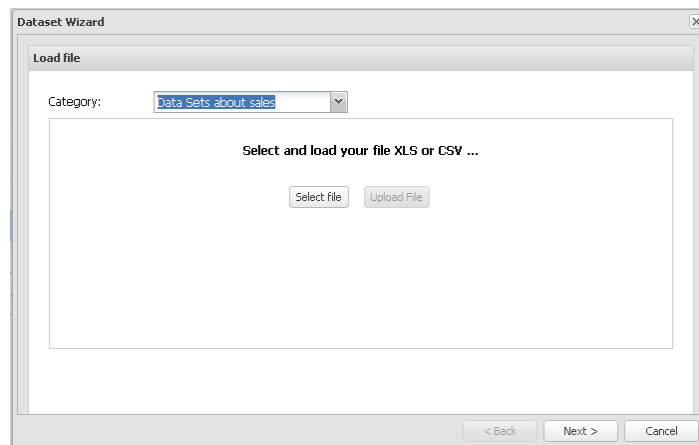 Dataset Wizard
Load file
Category: Data Sets about sales
Select and load your file XLS or CSV ...
Select file Upload File
< Back Next > Cancel